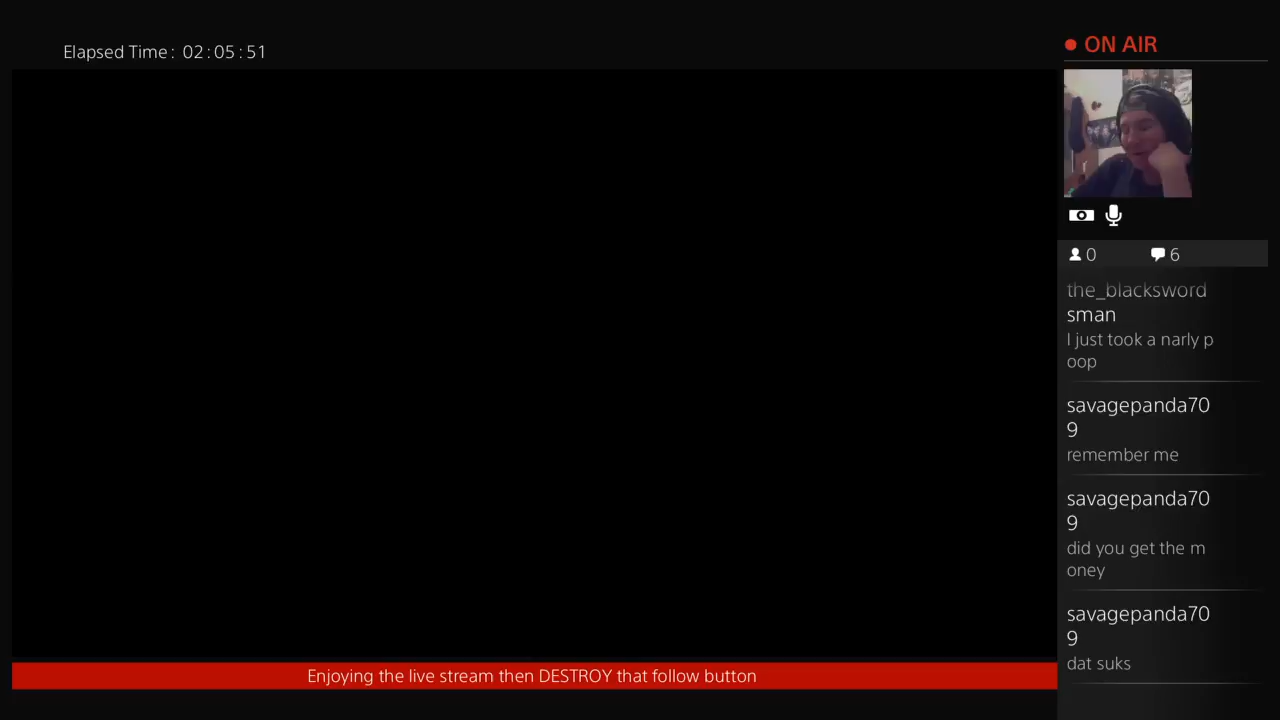 Elapsed Time: 02:05:51
ON AIR
0
6
the_blacksword
sman
I just took a narly p
oop
savagepanda70
9
remember me
savagepanda70
9
did you get the m
oney
savagepanda70
9
dat suks
Enjoying the live stream then DESTROY that follow button